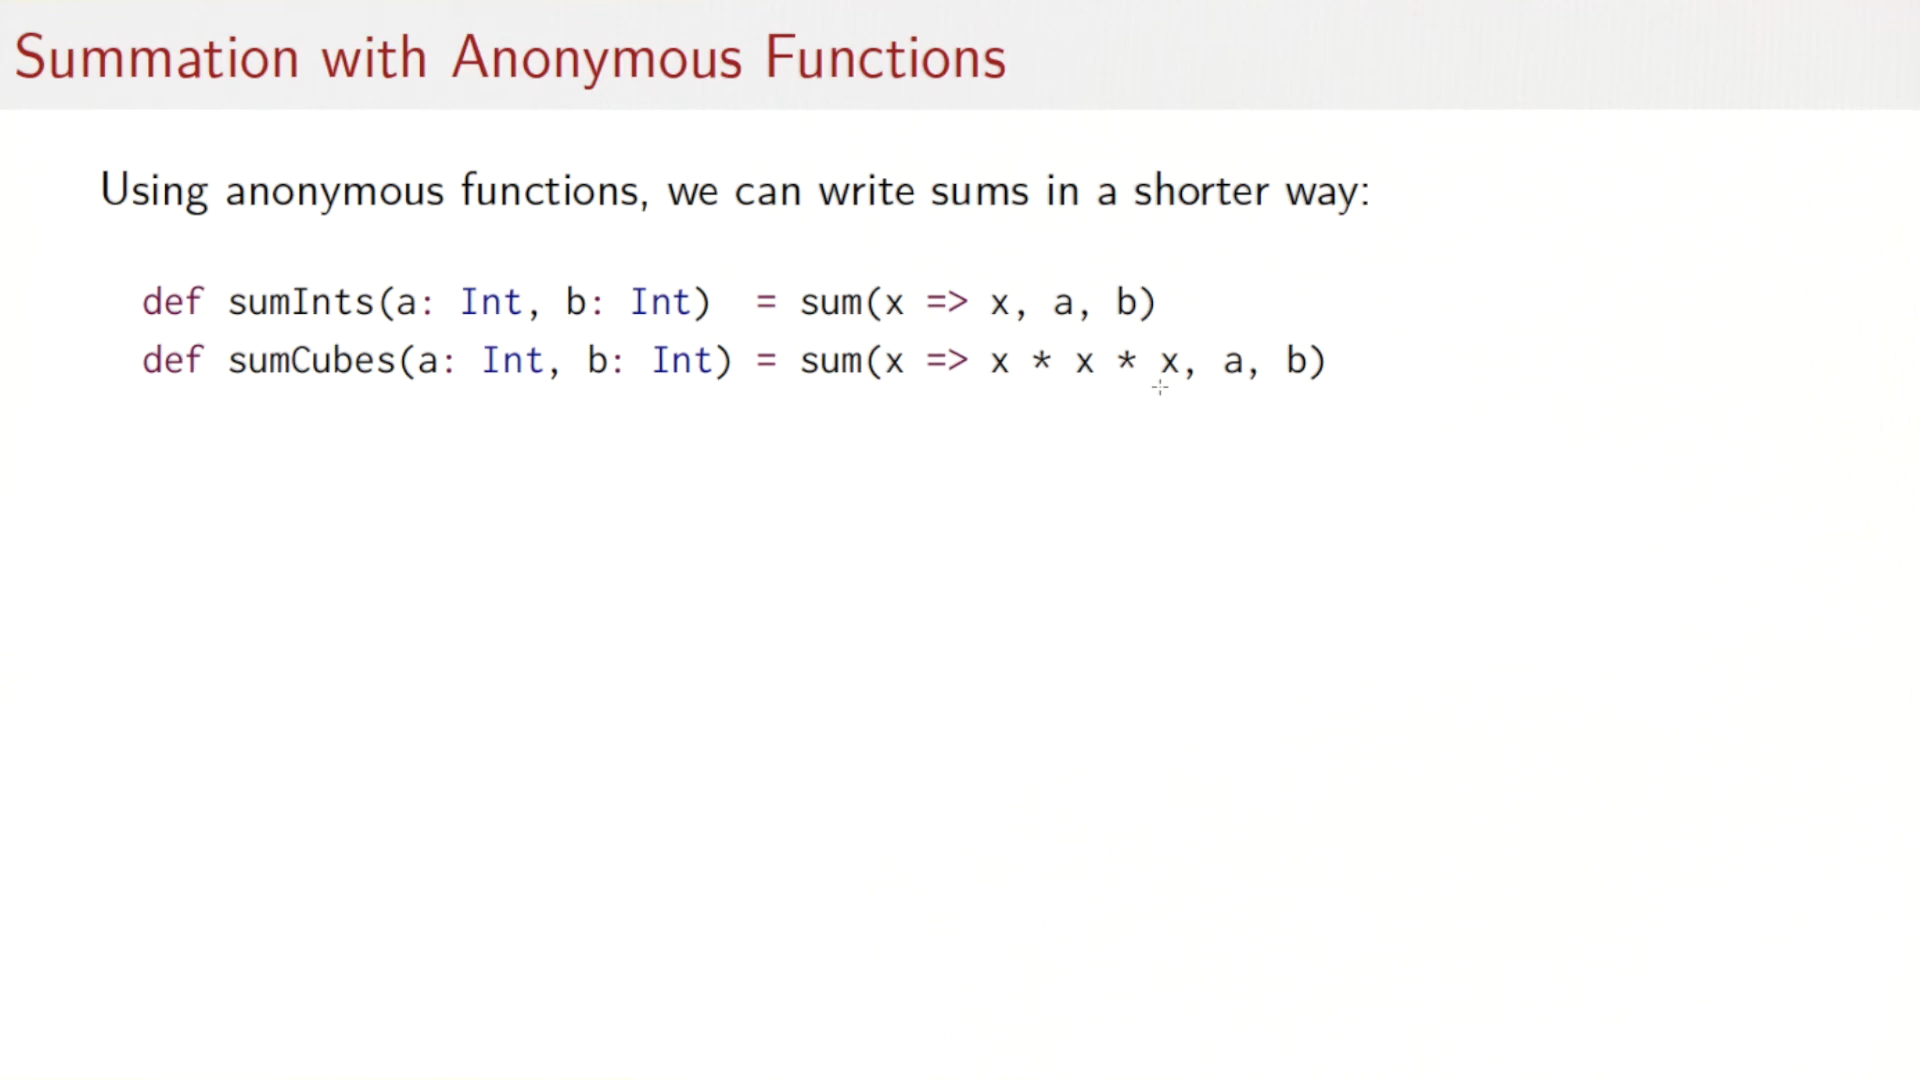 Summation with Anonymous Functions
Using anonymous functions, we can write sums in a shorter way:
def sumInts(a: Int, b: Int)  = sum(x => x, a, b)
def sumCubes(a: Int, b: Int) = sum(x => x * x * x, a, b)